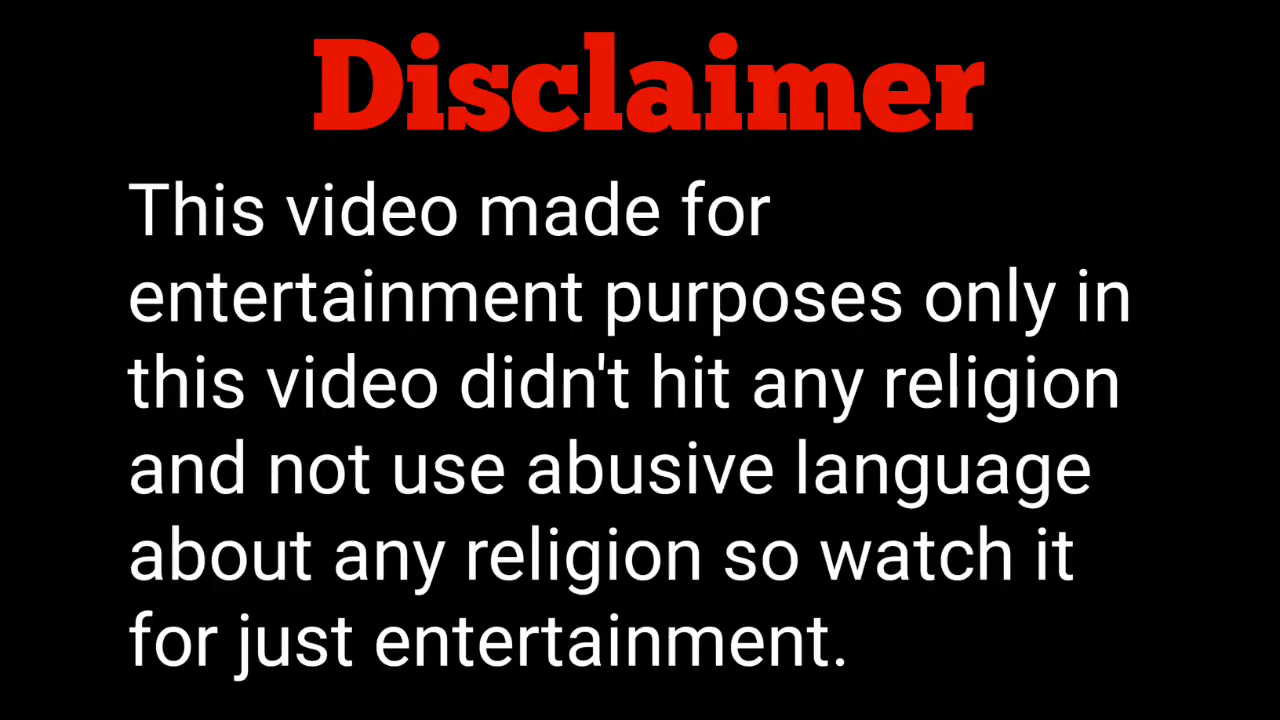 Disclaimer
This video made for
entertainment purposes only in
this video didn't hit any religion
and not use abusive language
about any religion so watch it
for just entertainment.